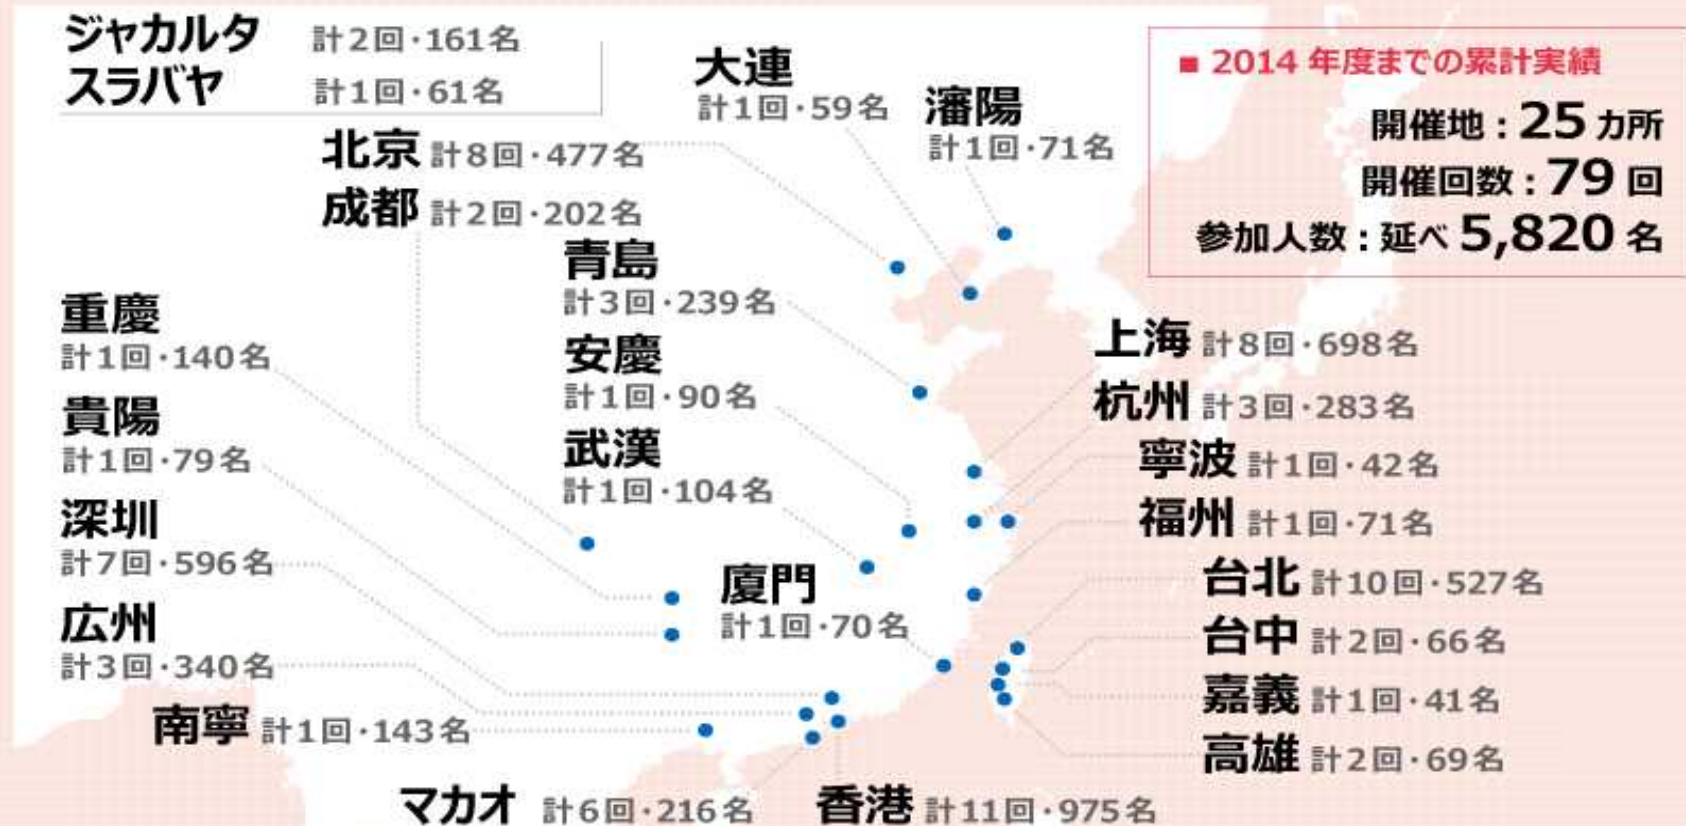 ジャカルタ 計2回・161名
スラバヤ 計1回・61名
大連
計1回・59名
瀋陽
計1回・71名
■ 2014 年度までの累計実績
開催地：25 カ所
開催回数：79 回
参加人数：延べ 5,820 名
北京 計8回・477名
成都 計2回・202名
青島
計3回・239名
安慶
計1回・90名
武漢
計1回・104名
重慶
計1回・140名
貴陽
計1回・79名
深圳
計7回・596名
広州
計3回・340名
南寧 計1回・143名
廈門
計1回・70名
上海 計8回・698名
杭州 計3回・283名
寧波 計1回・42名
福州 計1回・71名
台北 計10回・527名
台中 計2回・66名
嘉義 計1回・41名
高雄 計2回・69名
マカオ 計6回・216名
香港 計11回・975名